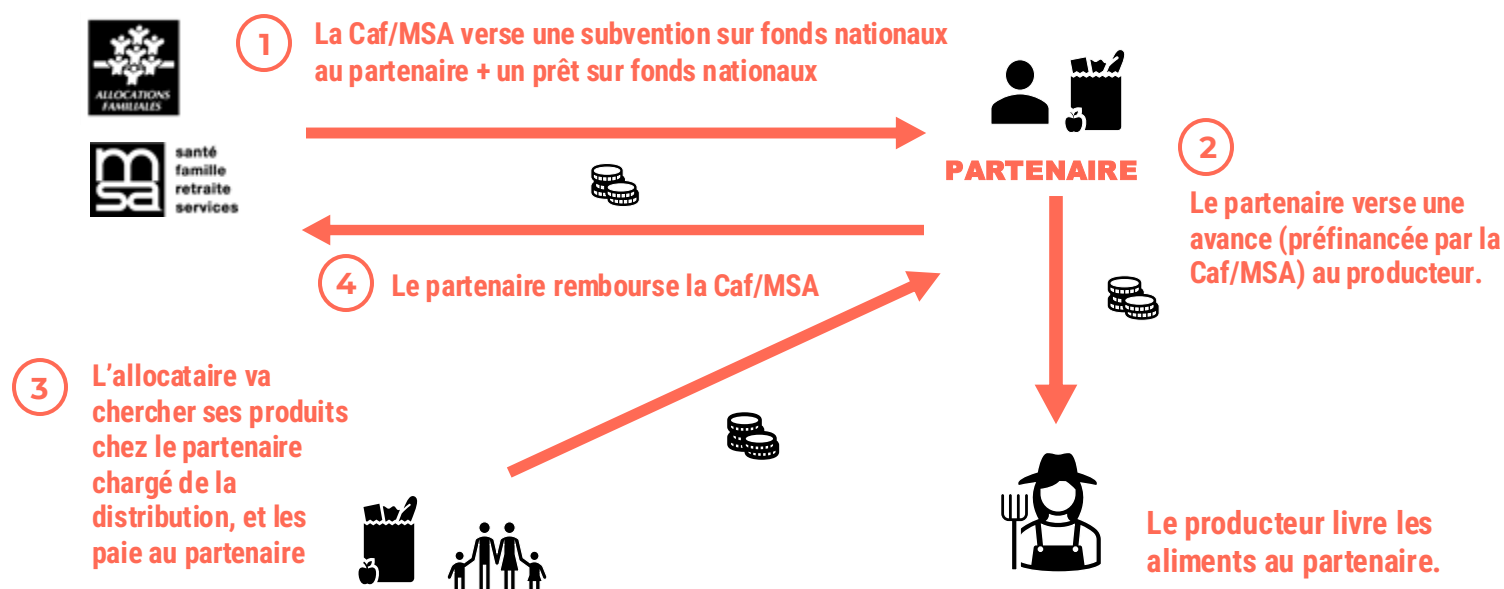 ALLOCATIONS
FAMILIALES
msa
santé
famille
retraite
services
1
La Caf/MSA verse une subvention sur fonds nationaux
au partenaire + un prêt sur fonds nationaux
PARTENAIRE
2
Le partenaire verse une
avance (préfinancée par la
Caf/MSA) au producteur.
4
Le partenaire rembourse la Caf/MSA
3
L’allocataire va
chercher ses produits
chez le partenaire
chargé de la
distribution, et les
paie au partenaire
Le producteur livre les
aliments au partenaire.